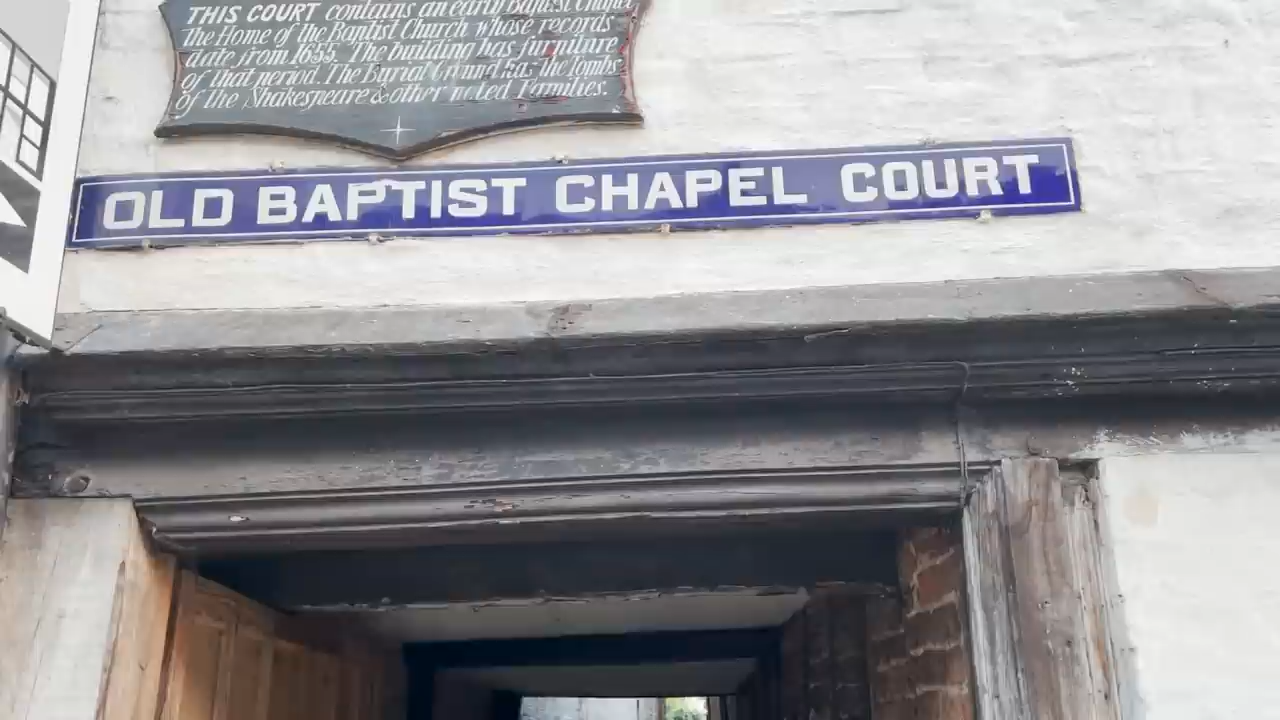 THIS COURT contains an early Baptist Chapel
the Home of the Baptist Church whose records
date from 1655. The building has furniture
of that period. The Burial Ground has the Tombs
of the Shakespeare & other noted Families.
OLD BAPTIST CHAPEL COURT